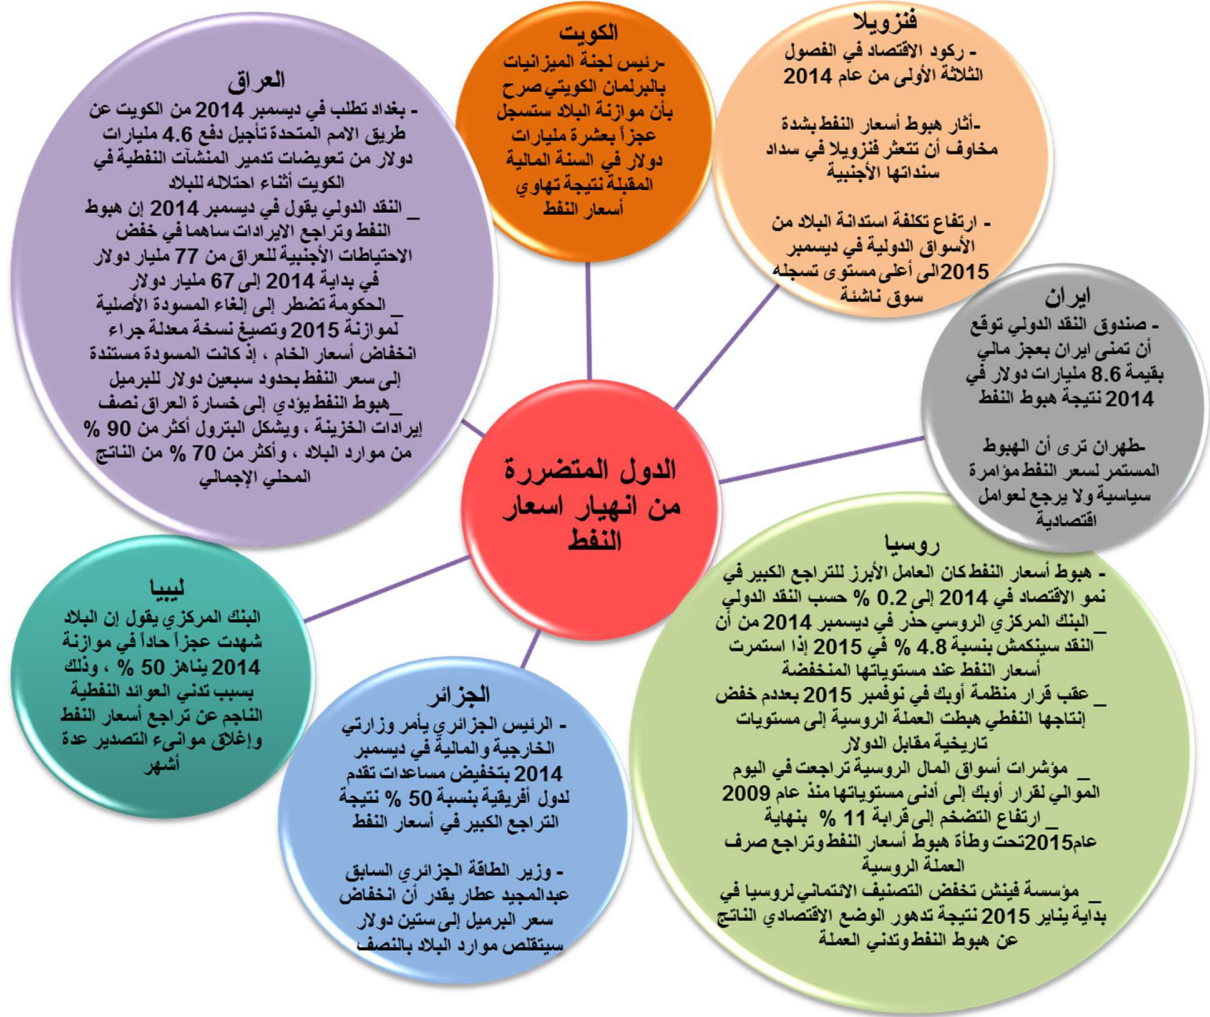 فنزويلا
- ركود الاقتصاد في الفصول
الثلاثة الأولى من عام 2014
-أثار هبوط أسعار النفط بشدة
مخاوف أن تتعثر فنزويلا في سداد
سنداتها الأجنبية
- ارتفاع تكلفة استدانة البلاد من
الأسواق الدولية في ديسمبر
2015الى أعلى مستوى تسجله
سوق ناشئة
الكويت
-رئيس لجنة الميزانيات
بالبرلمان الكويتي صرح
بأن موازنة البلاد ستسجل
عجزاً بعشرة مليارات
دولار في السنة المالية
المقبلة نتيجة تهاوي
أسعار النفط
العراق
- بغداد تطلب في ديسمبر 2014 من الكويت عن
طريق الامم المتحدة تأجيل دفع 4.6 مليارات
دولار من تعويضات تدمير المنشآت النفطية في
الكويت أثناء احتلاله للبلاد
_ النقد الدولي يقول في ديسمبر 2014 إن هبوط
النفط وتراجع الايرادات ساهما في خفض
الاحتياطات الأجنبية للعراق من 77 مليار دولار
في بداية 2014 إلى 67 مليار دولار
_ الحكومة تضطر إلى إلغاء المسودة الأصلية
لموازنة 2015 وتصيغ نسخة معدلة جراء
انخفاض أسعار الخام ، إذ كانت المسودة مستندة
إلى سعر النفط بحدود سبعين دولار للبرميل
_هبوط النفط يؤدي إلى خسارة العراق نصف
إيرادات الخزينة ، ويشكل البترول أكثر من 90 %
من موارد البلاد ، وأكثر من 70 % من الناتج
المحلي الإجمالي
ايران
- صندوق النقد الدولي توقع
أن تمنى ايران بعجز مالي
بقيمة 8.6 مليارات دولار في
2014 نتيجة هبوط النفط
-طهران ترى أن الهبوط
المستمر لسعر النفط مؤامرة
سياسية ولا يرجع لعوامل
اقتصادية
الدول المتضررة
من انهيار اسعار
النفط
روسيا
- هبوط أسعار النفط كان العامل الأبرز للتراجع الكبير في
نمو الاقتصاد في 2014 إلى 0.2 % حسب النقد الدولي
_ البنك المركزي الروسي حذر في ديسمبر 2014 من أن
النقد سينكمش بنسبة 4.8 % في 2015 إذا استمرت
أسعار النفط عند مستوياتها المنخفضة
_ عقب قرار منظمة أوبك في نوفمبر 2015 بعددم خفض
إنتاجها النفطي هبطت العملة الروسية إلى مستويات
تاريخية مقابل الدولار
_ مؤشرات أسواق المال الروسية تراجعت في اليوم
الموالي لقرار أوبك إلى أدنى مستوياتها منذ عام 2009
_ ارتفاع التضخم إلى قرابة 11 % بنهاية
عام2015تحت وطأة هبوط أسعار النفط وتراجع صرف
العملة الروسية
_ مؤسسة فيتش تخفض التصنيف الائتماني لروسيا في
بداية يناير 2015 نتيجة تدهور الوضع الاقتصادي الناتج
عن هبوط النفط وتدني العملة
ليبيا
البنك المركزي يقول إن البلاد
شهدت عجزاً حاداً في موازنة
2014 يناهز 50 % ، وذلك
بسبب تدني العوائد النفطية
الناجم عن تراجع أسعار النفط
وإغلاق موانىء التصدير عدة
أشهر
الجزائر
- الرئيس الجزائري يأمر وزارتي
الخارجية والمالية في ديسمبر
2014 بتخفيض مساعدات تقدم
لدول أفريقية بنسبة 50 % نتيجة
التراجع الكبير في أسعار النفط
- وزير الطاقة الجزائري السابق
عبدالمجيد عطار يقدر أن انخفاض
سعر البرميل إلى ستين دولار
سيتقلص موارد البلاد بالنصف